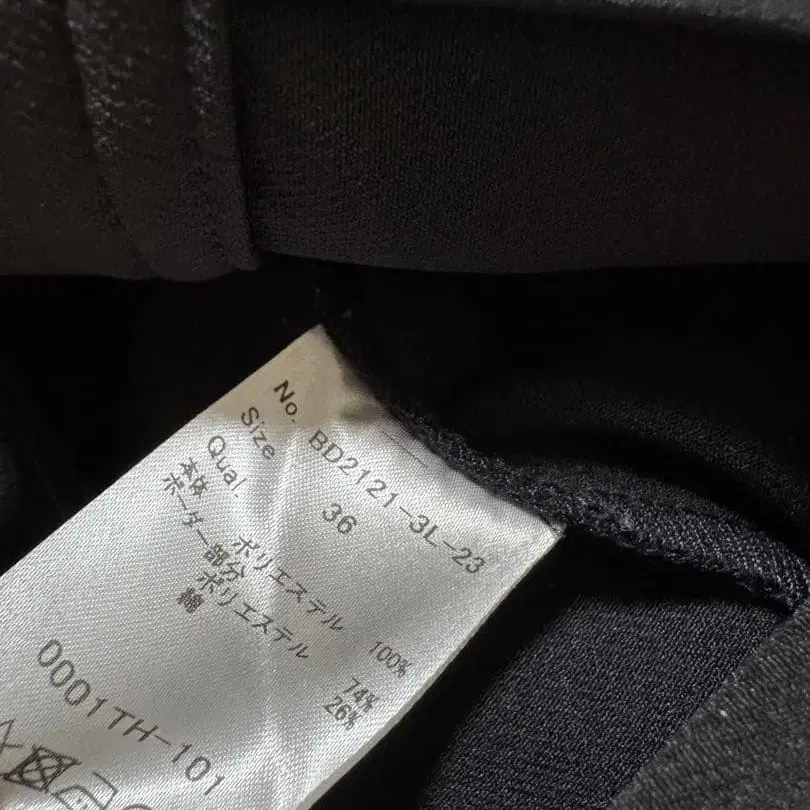 No. BD2121-3L-23
Size 36
Qual.
本体 ポリエステル 100%
ボーダー部分
ポリエステル 74%
綿 26%
0001TH-101